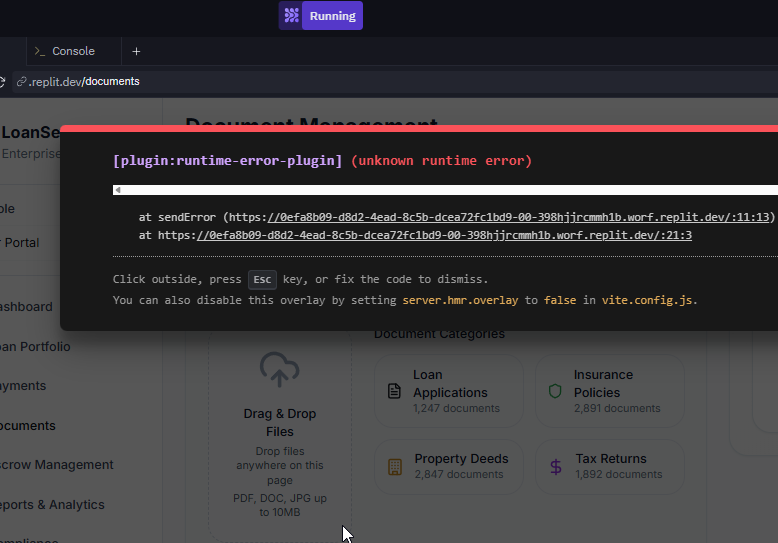 Running
Console
.replit.dev/documents
Document Management
LoanSe
Enterprise
[plugin:runtime-error-plugin] (unknown runtime error)
at sendError (https://0efa8b09-d8d2-4ead-8c5b-dcea72fc1bd9-00-398hjjrcmmh1b.worf.replit.dev/:11:13)
at https://0efa8b09-d8d2-4ead-8c5b-dcea72fc1bd9-00-398hjjrcmmh1b.worf.replit.dev/:21:3
Click outside, press Esc key, or fix the code to dismiss.
You can also disable this overlay by setting server.hmr.overlay to false in vite.config.js.
ole
r Portal
ashboard
oan Portfolio
ayments
ocuments
scrow Management
eports & Analytics
Drag & Drop
Files
Drop files
anywhere on this
page
PDF, DOC, JPG up
to 10MB
Document Categories
Loan
Applications
1,247 documents
Insurance
Policies
2,891 documents
Property Deeds
2,847 documents
Tax Returns
1,892 documents